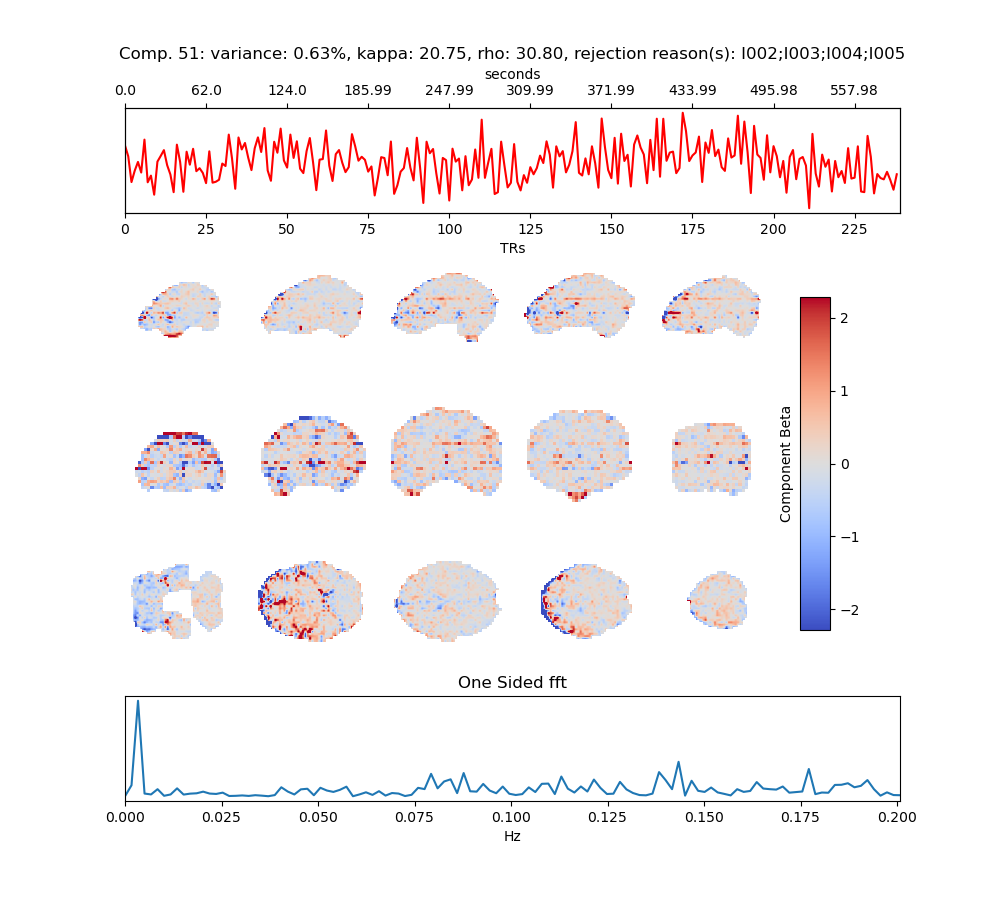 Comp. 51: variance: 0.63%, kappa: 20.75, rho: 30.80, rejection reason(s): I002;I003;I004;I005
seconds
0.0 62.0 124.0 185.99 247.99 309.99 371.99 433.99 495.98 557.98
0 25 50 75 100 125 150 175 200 225
TRs
2
1
0
−1
−2
Component Beta
One Sided fft
0.000 0.025 0.050 0.075 0.100 0.125 0.150 0.175 0.200
Hz